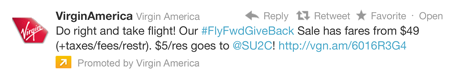 VirginAmerica Virgin America Reply Retweet Favorite · Open
Do right and take flight! Our #FlyFwdGiveBack Sale has fares from $49
(+taxes/fees/restr). $5/res goes to @SU2C! http://vgn.am/6016R3G4
Promoted by Virgin America